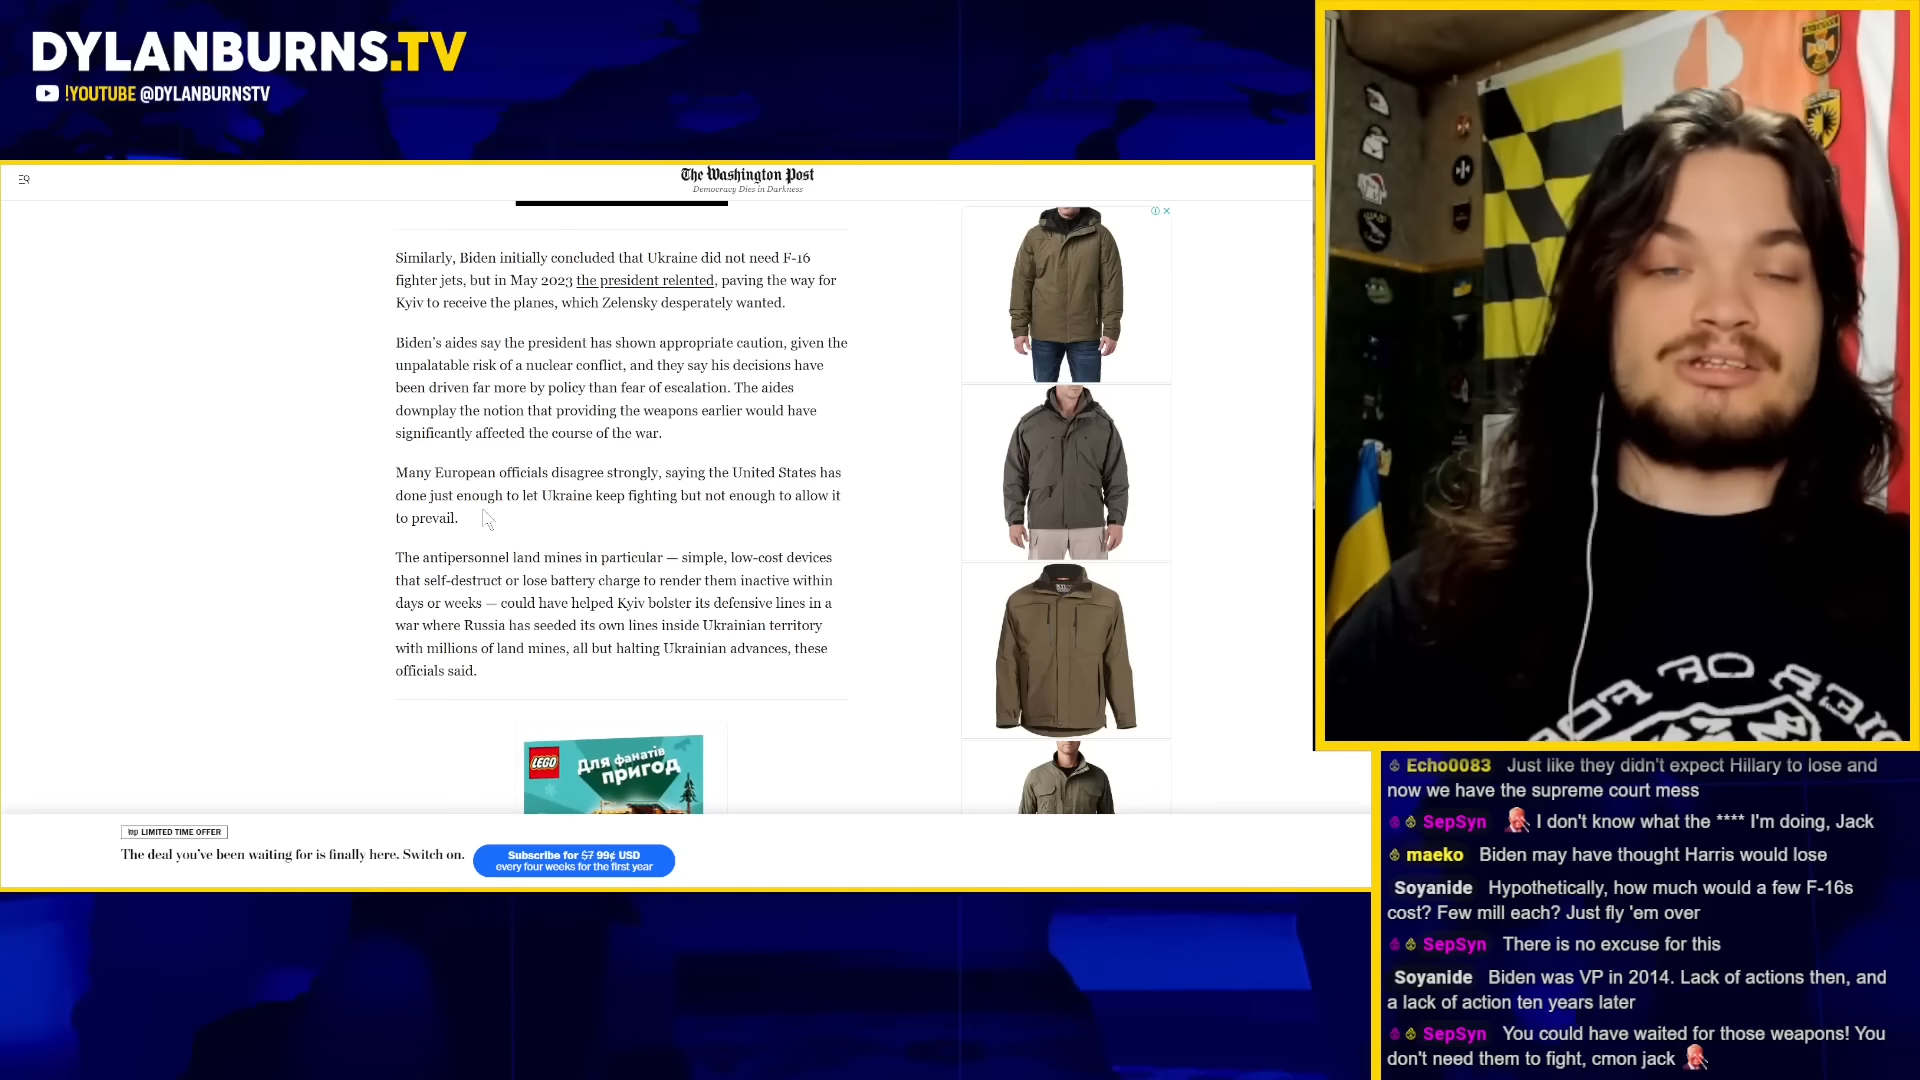 DYLANBURNS.TV
!YOUTUBE @DYLANBURNSTV
The Washington Post
Democracy Dies in Darkness
Similarly, Biden initially concluded that Ukraine did not need F-16
fighter jets, but in May 2023 the president relented, paving the way for
Kyiv to receive the planes, which Zelensky desperately wanted.
Biden’s aides say the president has shown appropriate caution, given the
unpalatable risk of a nuclear conflict, and they say his decisions have
been driven far more by policy than fear of escalation. The aides
downplay the notion that providing the weapons earlier would have
significantly affected the course of the war.
Many European officials disagree strongly, saying the United States has
done just enough to let Ukraine keep fighting but not enough to allow it
to prevail.
The antipersonnel land mines in particular — simple, low-cost devices
that self-destruct or lose battery charge to render them inactive within
days or weeks — could have helped Kyiv bolster its defensive lines in a
war where Russia has seeded its own lines inside Ukrainian territory
with millions of land mines, all but halting Ukrainian advances, these
officials said.
LEGO
Для фанатів
пригод
wp LIMITED TIME OFFER
The deal you’ve been waiting for is finally here. Switch on.
Subscribe for $7 99¢ USD
every four weeks for the first year
Echo0083 Just like they didn't expect Hillary to lose and
now we have the supreme court mess
SepSyn I don't know what the **** I'm doing, Jack
maeko Biden may have thought Harris would lose
Soyanide Hypothetically, how much would a few F-16s
cost? Few mill each? Just fly 'em over
SepSyn There is no excuse for this
Soyanide Biden was VP in 2014. Lack of actions then, and
a lack of action ten years later
SepSyn You could have waited for those weapons! You
don't need them to fight, cmon jack